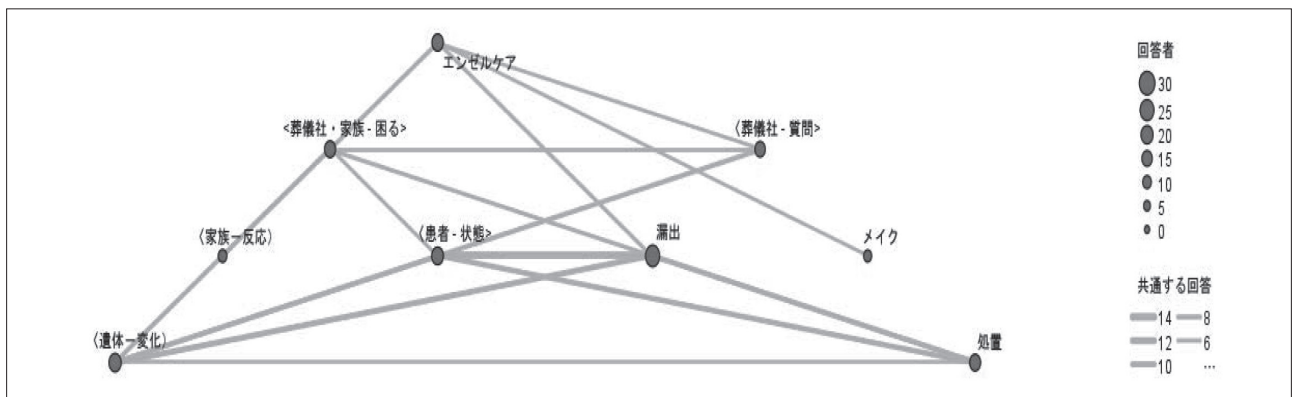 エンゼルケア
<葬儀社・家族-困る>
〈葬儀社-質問>
〈家族ー反応〉
〈患者-状態>
漏出
メイク
〈遺体ー変化〉
処置
回答者
30
25
20
15
10
5
0
共通する回答
14 8
12 6
10 …